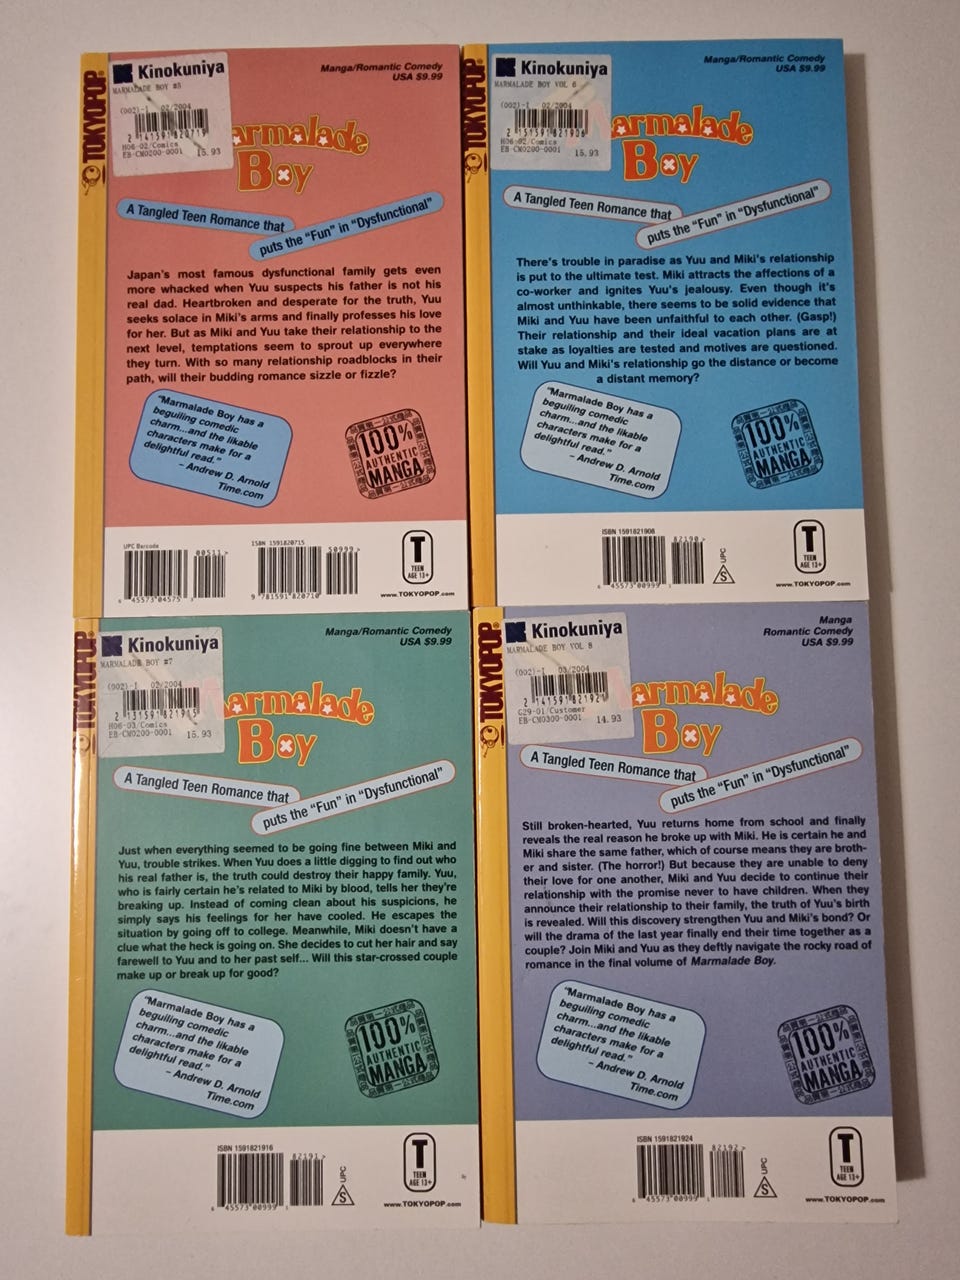 TOKYOPOP®
Kinokuniya
MARMALADE BOY #5
(002)-1 02/2004
H06-02/Comics
EB-CM0200-0001 15.93
Manga/Romantic Comedy
USA $9.99
Marmalade
Boy
A Tangled Teen Romance that
puts the "Fun" in "Dysfunctional"
Japan's most famous dysfunctional family gets even
more whacked when Yuu suspects his father is not his
real dad. Heartbroken and desperate for the truth, Yuu
seeks solace in Miki's arms and finally professes his love
for her. But as Miki and Yuu take their relationship to the
next level, temptations seem to sprout up everywhere
they turn. With so many relationship roadblocks in their
path, will their budding romance sizzle or fizzle?
"Marmalade Boy has a
beguiling comedic
charm...and the likable
characters make for a
delightful read."
– Andrew D. Arnold
Time.com
100%
AUTHENTIC
MANGA
UPC Barcode
00511>
ISBN 1591820715
50999>
6 45573 04575
9 781591 820710
T
TEEN
AGE 13+
www.TOKYOPOP.com
TOKYOPOP®
Kinokuniya
MARMALADE BOY VOL 6
(002)-1 02/2004
H06-02/Comics
EB-CM0200-0001 15.93
Manga/Romantic Comedy
USA $9.99
Marmalade
Boy
A Tangled Teen Romance that
puts the "Fun" in "Dysfunctional"
There's trouble in paradise as Yuu and Miki's relationship
is put to the ultimate test. Miki attracts the affections of a
co-worker and ignites Yuu's jealousy. Even though it's
almost unthinkable, there seems to be solid evidence that
Miki and Yuu have been unfaithful to each other. (Gasp!)
Their relationship and their ideal vacation plans are at
stake as loyalties are tested and motives are questioned.
Will Yuu and Miki's relationship go the distance or become
a distant memory?
"Marmalade Boy has a
beguiling comedic
charm...and the likable
characters make for a
delightful read."
– Andrew D. Arnold
Time.com
100%
AUTHENTIC
MANGA
ISBN 1591821908
82190>
6 45573 00999
S UPC
T
TEEN
AGE 13+
www.TOKYOPOP.com
TOKYOPOP®
Kinokuniya
MARMALADE BOY #7
(002)-1 02/2004
H06-03/Comics
EB-CM0200-0001 15.93
Manga/Romantic Comedy
USA $9.99
Marmalade
Boy
A Tangled Teen Romance that
puts the "Fun" in "Dysfunctional"
Just when everything seemed to be going fine between Miki and
Yuu, trouble strikes. When Yuu does a little digging to find out who
his real father is, the truth could destroy their happy family. Yuu,
who is fairly certain he's related to Miki by blood, tells her they're
breaking up. Instead of coming clean about his suspicions, he
simply says his feelings for her have cooled. He escapes the
situation by going off to college. Meanwhile, Miki doesn't have a
clue what the heck is going on. She decides to cut her hair and say
farewell to Yuu and to her past self... Will this star-crossed couple
make up or break up for good?
"Marmalade Boy has a
beguiling comedic
charm...and the likable
characters make for a
delightful read."
– Andrew D. Arnold
Time.com
100%
AUTHENTIC
MANGA
ISBN 1591821916
82191>
6 45573 00999
S UPC
T
TEEN
AGE 13+
www.TOKYOPOP.com
TOKYOPOP®
Kinokuniya
MARMALADE BOY VOL 8
(002)-1 03/2004
G29-01/Customer
EB-CM0300-0001 14.93
Manga
Romantic Comedy
USA $9.99
Marmalade
Boy
A Tangled Teen Romance that
puts the "Fun" in "Dysfunctional"
Still broken-hearted, Yuu returns home from school and finally
reveals the real reason he broke up with Miki. He is certain he and
Miki share the same father, which of course means they are broth-
er and sister. (The horror!) But because they are unable to deny
their love for one another, Miki and Yuu decide to continue their
relationship with the promise never to have children. When they
announce their relationship to their family, the truth of Yuu's birth
is revealed. Will this discovery strengthen Yuu and Miki's bond? Or
will the drama of the last year finally end their time together as a
couple? Join Miki and Yuu as they deftly navigate the rocky road of
romance in the final volume of Marmalade Boy.
"Marmalade Boy has a
beguiling comedic
charm...and the likable
characters make for a
delightful read."
– Andrew D. Arnold
Time.com
100%
AUTHENTIC
MANGA
ISBN 1591821924
82192>
6 45573 00999
S UPC
T
TEEN
AGE 13+
www.TOKYOPOP.com